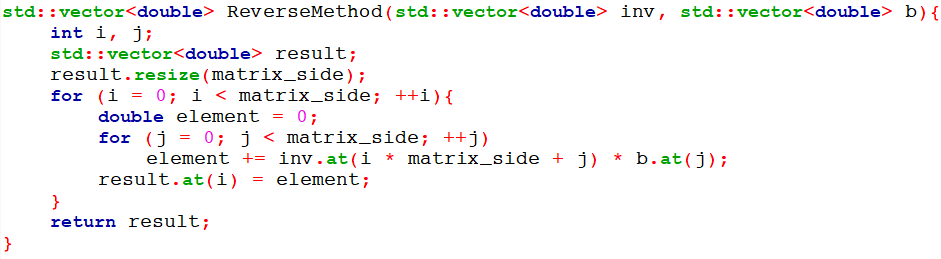 std::vector<double> ReverseMethod(std::vector<double> inv, std::vector<double> b){
    int i, j;
    std::vector<double> result;
    result.resize(matrix_side);
    for (i = 0; i < matrix_side; ++i){
        double element = 0;
        for (j = 0; j < matrix_side; ++j)
            element += inv.at(i * matrix_side + j) * b.at(j);
        result.at(i) = element;
    }
    return result;
}